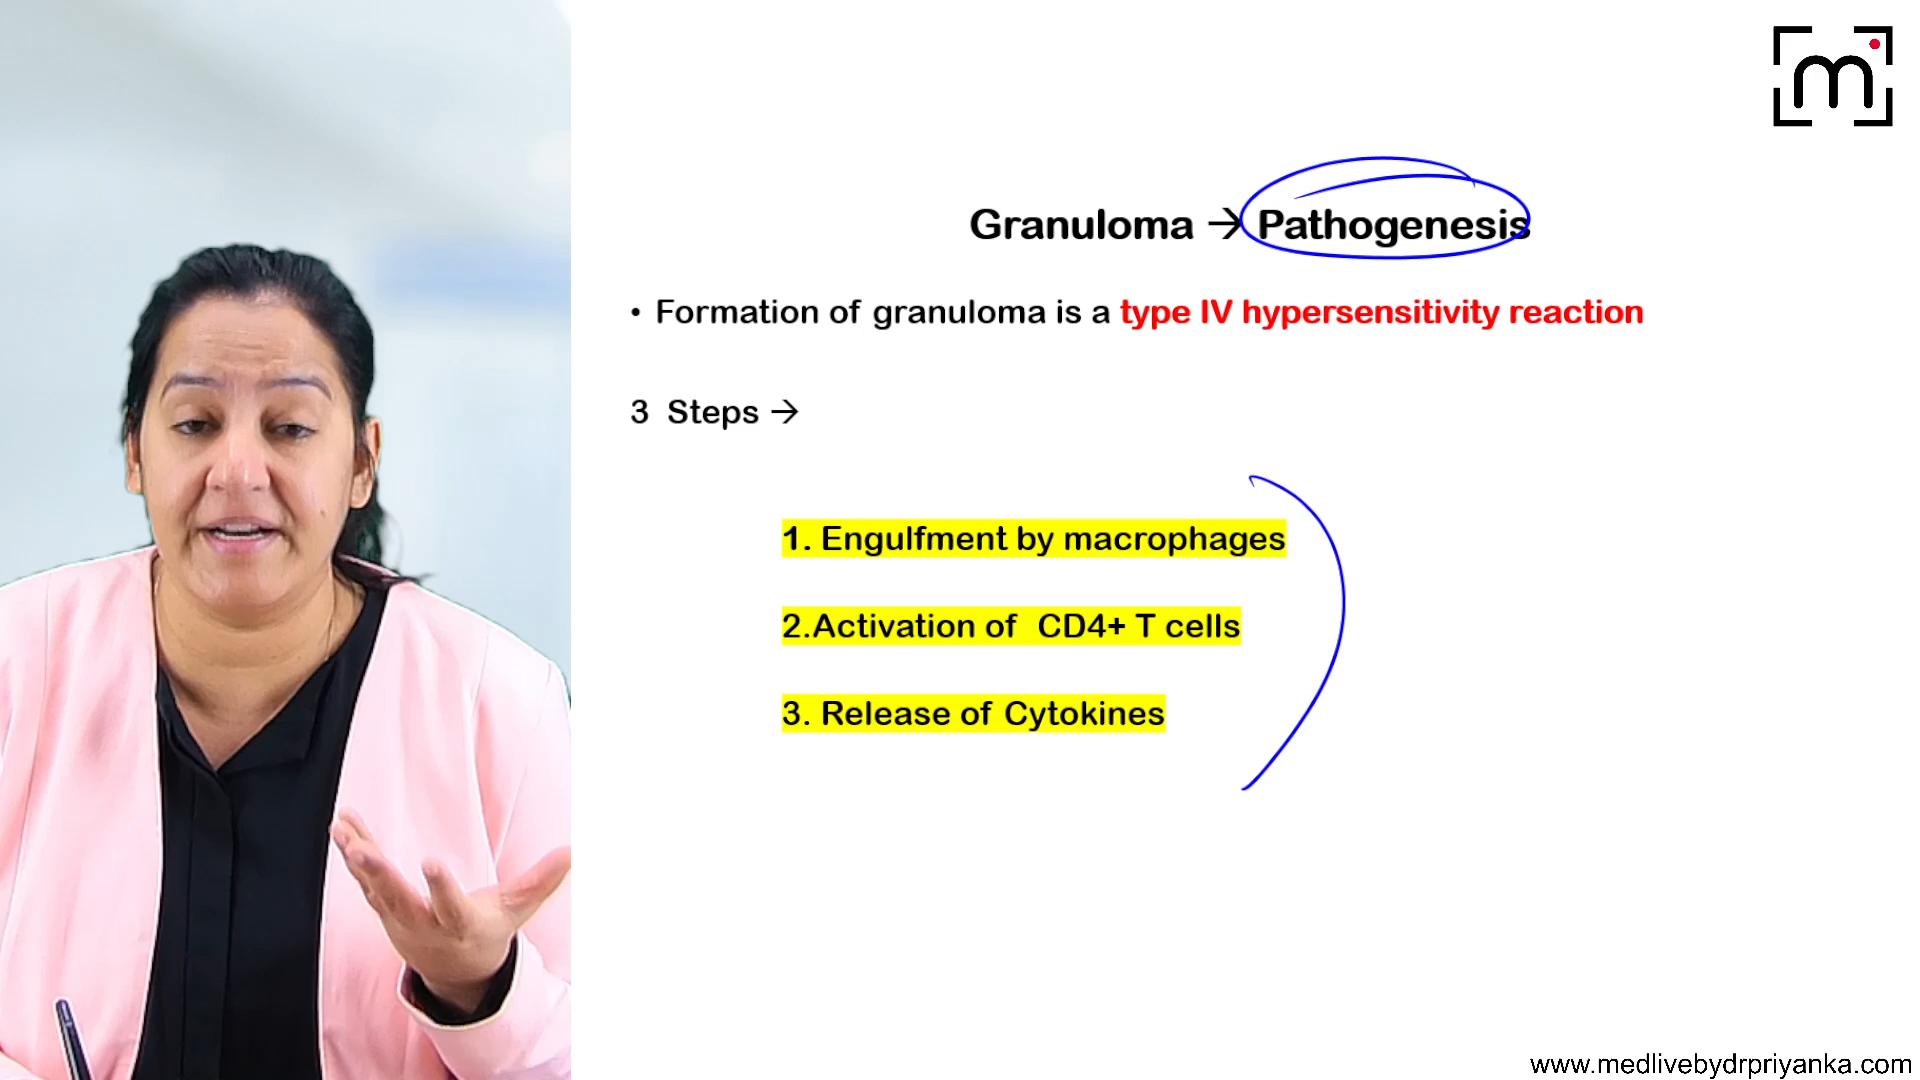 m
Granuloma → Pathogenesis
• Formation of granuloma is a type IV hypersensitivity reaction
3 Steps →
1. Engulfment by macrophages
2.Activation of CD4+ T cells
3. Release of Cytokines
www.medlivebydrpriyanka.com